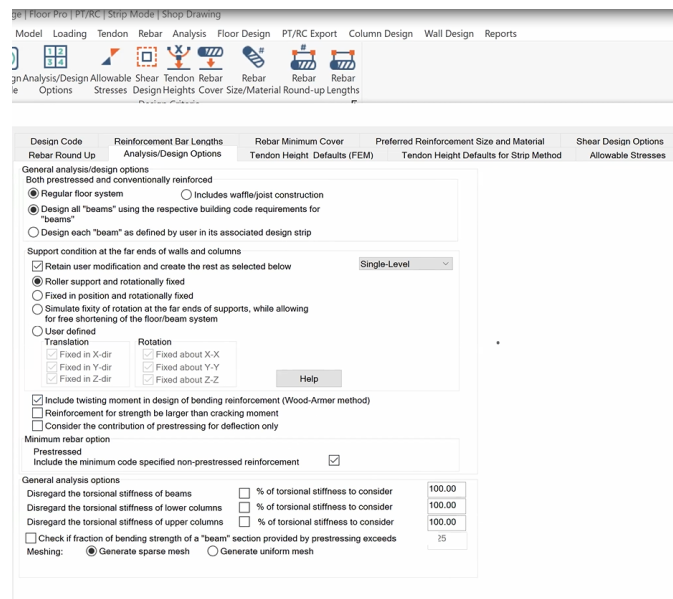 ge | Floor Pro | PT/RC | Strip Mode | Shop Drawing
Model Loading Tendon Rebar Analysis Floor Design PT/RC Export Column Design Wall Design Reports
# #
1 2
3 4
gn Analysis/Design Allowable Shear Tendon Rebar Rebar Rebar Rebar
Options Stresses Design Heights Cover Size/Material Round-up Lengths
Design Criteria
Design Code Reinforcement Bar Lengths Rebar Minimum Cover Preferred Reinforcement Size and Material Shear Design Options
Rebar Round Up Analysis/Design Options Tendon Height Defaults (FEM) Tendon Height Defaults for Strip Method Allowable Stresses
General analysis/design options
Both prestressed and conventionally reinforced
Regular floor system Includes waffle/joist construction
Design all "beams" using the respective building code requirements for
"beams"
Design each "beam" as defined by user in its associated design strip
Support condition at the far ends of walls and columns
Retain user modification and create the rest as selected below Single-Level
Roller support and rotationally fixed
Fixed in position and rotationally fixed
Simulate fixity of rotation at the far ends of supports, while allowing
for free shortening of the floor/beam system
User defined
Translation Rotation
Fixed in X-dir Fixed about X-X
Fixed in Y-dir Fixed about Y-Y
Fixed in Z-dir Fixed about Z-Z
Help
Include twisting moment in design of bending reinforcement (Wood-Armer method)
Reinforcement for strength be larger than cracking moment
Consider the contribution of prestressing for deflection only
Minimum rebar option
Prestressed
Include the minimum code specified non-prestressed reinforcement
General analysis options
Disregard the torsional stiffness of beams % of torsional stiffness to consider 100.00
Disregard the torsional stiffness of lower columns % of torsional stiffness to consider 100.00
Disregard the torsional stiffness of upper columns % of torsional stiffness to consider 100.00
Check if fraction of bending strength of a "beam" section provided by prestressing exceeds 25
Meshing: Generate sparse mesh Generate uniform mesh